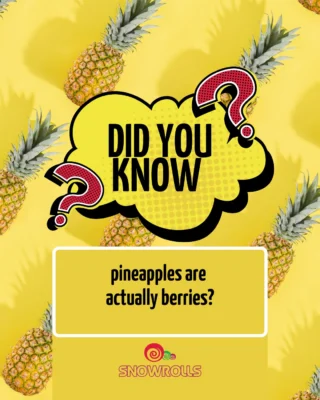 DID YOU
KNOW
?
?
pineapples are
actually berries?
SNOWROLLS